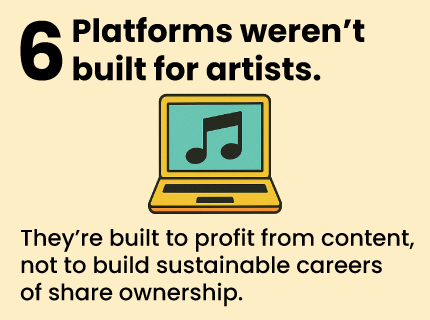 6 Platforms weren’t
built for artists.
They’re built to profit from content,
not to build sustainable careers
of share ownership.